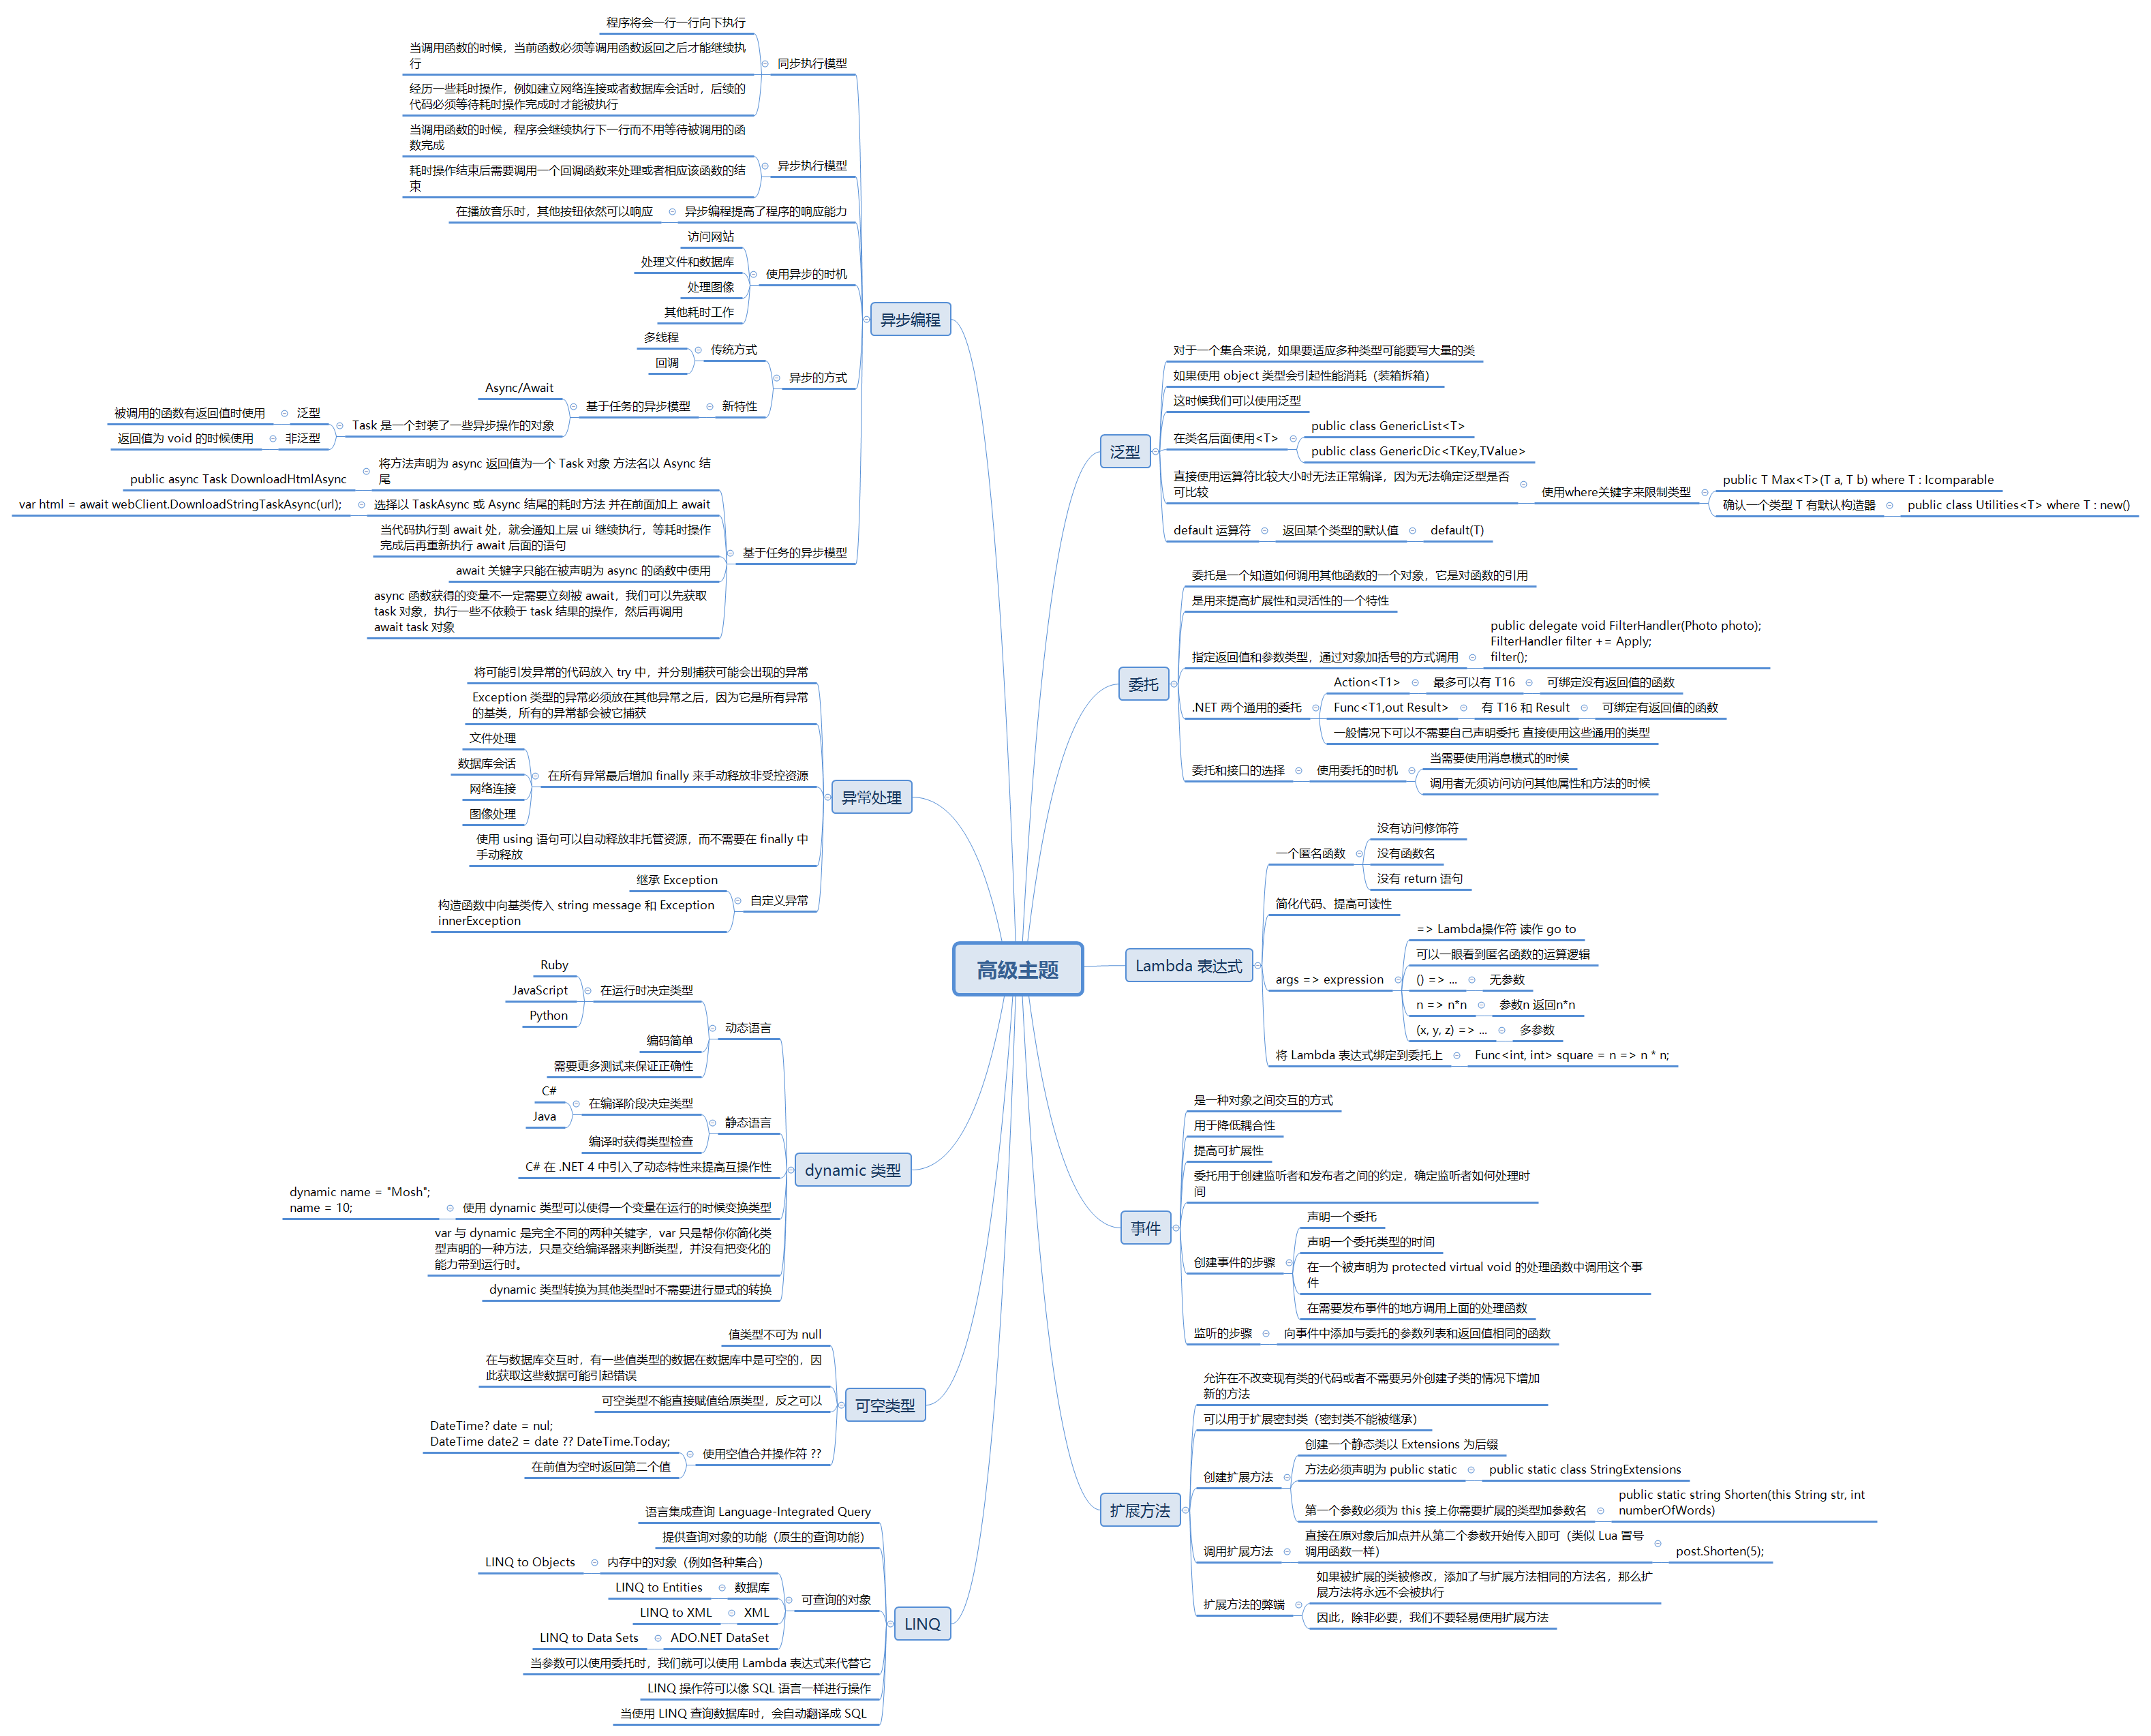 高级主题
泛型
对于一个集合来说，如果要适应多种类型可能要写大量的类
如果使用 object 类型会引起性能消耗（装箱拆箱）
这时候我们可以使用泛型
在类名后面使用<T>
public class GenericList<T>
public class GenericDic<TKey,TValue>
直接使用运算符比较大小时无法正常编译，因为无法确定泛型是否
可比较
使用where关键字来限制类型
public T Max<T>(T a, T b) where T : Icomparable
确认一个类型 T 有默认构造器
public class Utilities<T> where T : new()
default 运算符
返回某个类型的默认值
default(T)
委托
委托是一个知道如何调用其他函数的一个对象，它是对函数的引用
是用来提高扩展性和灵活性的一个特性
指定返回值和参数类型，通过对象加括号的方式调用
public delegate void FilterHandler(Photo photo);
FilterHandler filter += Apply;
filter();
.NET 两个通用的委托
Action<T1>
最多可以有 T16
可绑定没有返回值的函数
Func<T1,out Result>
有 T16 和 Result
可绑定有返回值的函数
一般情况下可以不需要自己声明委托 直接使用这些通用的类型
委托和接口的选择
使用委托的时机
当需要使用消息模式的时候
调用者无须访问访问其他属性和方法的时候
Lambda 表达式
一个匿名函数
没有访问修饰符
没有函数名
没有 return 语句
简化代码、提高可读性
args => expression
=> Lambda操作符 读作 go to
可以一眼看到匿名函数的运算逻辑
() => ...
无参数
n => n*n
参数n 返回n*n
(x, y, z) => ...
多参数
将 Lambda 表达式绑定到委托上
Func<int, int> square = n => n * n;
事件
是一种对象之间交互的方式
用于降低耦合性
提高可扩展性
委托用于创建监听者和发布者之间的约定，确定监听者如何处理时
间
创建事件的步骤
声明一个委托
声明一个委托类型的时间
在一个被声明为 protected virtual void 的处理函数中调用这个事
件
在需要发布事件的地方调用上面的处理函数
监听的步骤
向事件中添加与委托的参数列表和返回值相同的函数
扩展方法
允许在不改变现有类的代码或者不需要另外创建子类的情况下增加
新的方法
可以用于扩展密封类（密封类不能被继承）
创建扩展方法
创建一个静态类以 Extensions 为后缀
方法必须声明为 public static
public static class StringExtensions
第一个参数必须为 this 接上你需要扩展的类型加参数名
public static string Shorten(this String str, int
numberOfWords)
调用扩展方法
直接在原对象后加点并从第二个参数开始传入即可（类似 Lua 冒号
调用函数一样）
post.Shorten(5);
扩展方法的弊端
如果被扩展的类被修改，添加了与扩展方法相同的方法名，那么扩
展方法将永远不会被执行
因此，除非必要，我们不要轻易使用扩展方法
异步编程
同步执行模型
程序将会一行一行向下执行
当调用函数的时候，当前函数必须等调用函数返回之后才能继续执
行
经历一些耗时操作，例如建立网络连接或者数据库会话时，后续的
代码必须等待耗时操作完成时才能被执行
异步执行模型
当调用函数的时候，程序会继续执行下一行而不用等待被调用的函
数完成
耗时操作结束后需要调用一个回调函数来处理或者相应该函数的结
束
异步编程提高了程序的响应能力
在播放音乐时，其他按钮依然可以响应
使用异步的时机
访问网站
处理文件和数据库
处理图像
其他耗时工作
异步的方式
传统方式
多线程
回调
新特性
基于任务的异步模型
Async/Await
Task 是一个封装了一些异步操作的对象
泛型
被调用的函数有返回值时使用
非泛型
返回值为 void 的时候使用
基于任务的异步模型
将方法声明为 async 返回值为一个 Task 对象 方法名以 Async 结
尾
public async Task DownloadHtmlAsync
选择以 TaskAsync 或 Async 结尾的耗时方法 并在前面加上 await
var html = await webClient.DownloadStringTaskAsync(url);
当代码执行到 await 处，就会通知上层 ui 继续执行，等耗时操作
完成后再重新执行 await 后面的语句
await 关键字只能在被声明为 async 的函数中使用
async 函数获得的变量不一定需要立刻被 await，我们可以先获取
task 对象，执行一些不依赖于 task 结果的操作，然后再调用
await task 对象
异常处理
将可能引发异常的代码放入 try 中，并分别捕获可能会出现的异常
Exception 类型的异常必须放在其他异常之后，因为它是所有异常
的基类，所有的异常都会被它捕获
在所有异常最后增加 finally 来手动释放非受控资源
文件处理
数据库会话
网络连接
图像处理
使用 using 语句可以自动释放非托管资源，而不需要在 finally 中
手动释放
自定义异常
继承 Exception
构造函数中向基类传入 string message 和 Exception
innerException
dynamic 类型
动态语言
在运行时决定类型
Ruby
JavaScript
Python
编码简单
需要更多测试来保证正确性
静态语言
在编译阶段决定类型
C#
Java
编译时获得类型检查
C# 在 .NET 4 中引入了动态特性来提高互操作性
使用 dynamic 类型可以使得一个变量在运行的时候变换类型
dynamic name = "Mosh";
name = 10;
var 与 dynamic 是完全不同的两种关键字，var 只是帮你你简化类
型声明的一种方法，只是交给编译器来判断类型，并没有把变化的
能力带到运行时。
dynamic 类型转换为其他类型时不需要进行显式的转换
可空类型
值类型不可为 null
在与数据库交互时，有一些值类型的数据在数据库中是可空的，因
此获取这些数据可能引起错误
可空类型不能直接赋值给原类型，反之可以
使用空值合并操作符 ??
DateTime? date = nul;
DateTime date2 = date ?? DateTime.Today;
在前值为空时返回第二个值
LINQ
语言集成查询 Language-Integrated Query
提供查询对象的功能（原生的查询功能）
可查询的对象
内存中的对象（例如各种集合）
LINQ to Objects
数据库
LINQ to Entities
XML
LINQ to XML
ADO.NET DataSet
LINQ to Data Sets
当参数可以使用委托时，我们就可以使用 Lambda 表达式来代替它
LINQ 操作符可以像 SQL 语言一样进行操作
当使用 LINQ 查询数据库时，会自动翻译成 SQL